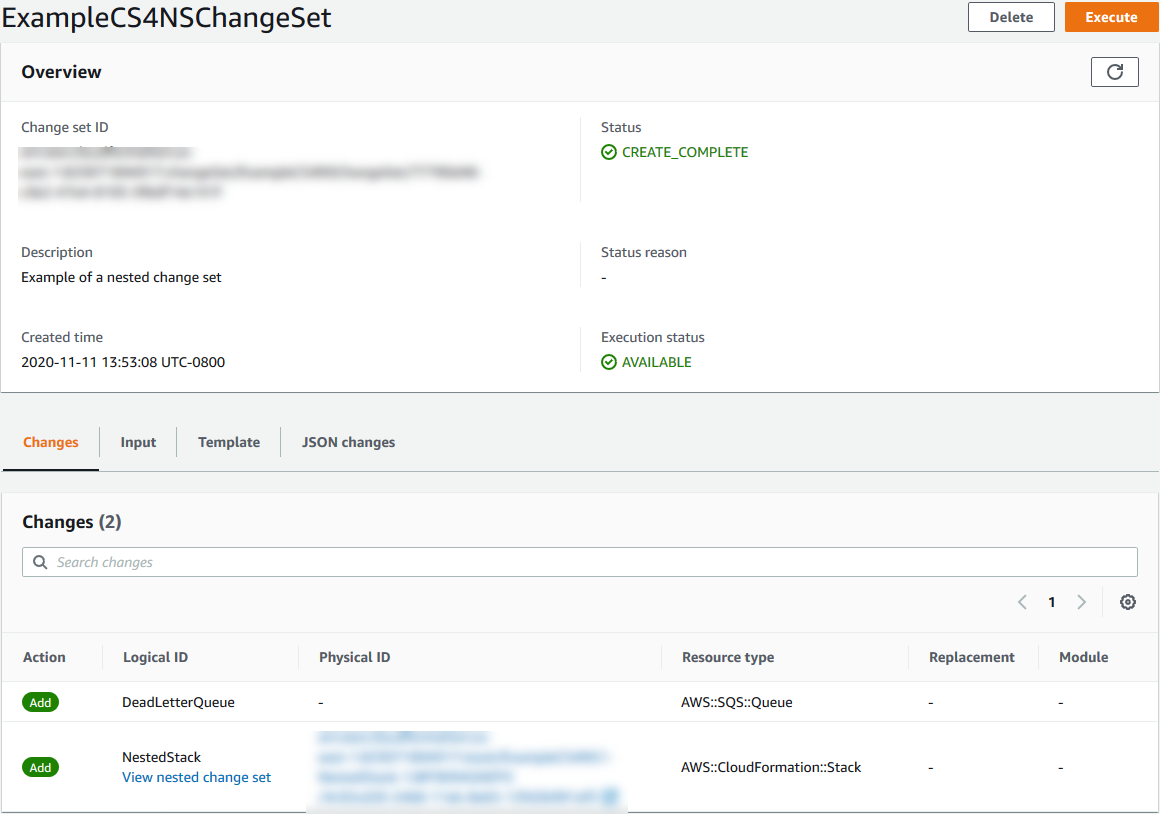 ExampleCS4NSChangeSet
Delete
Execute
Overview
Change set ID
Status
CREATE_COMPLETE
Description
Example of a nested change set
Status reason
-
Created time
2020-11-11 13:53:08 UTC-0800
Execution status
AVAILABLE
Changes
Input
Template
JSON changes
Changes (2)
Search changes
1
Action Logical ID Physical ID Resource type Replacement Module
Add DeadLetterQueue - AWS::SQS::Queue - -
Add NestedStack AWS::CloudFormation::Stack - -
View nested change set